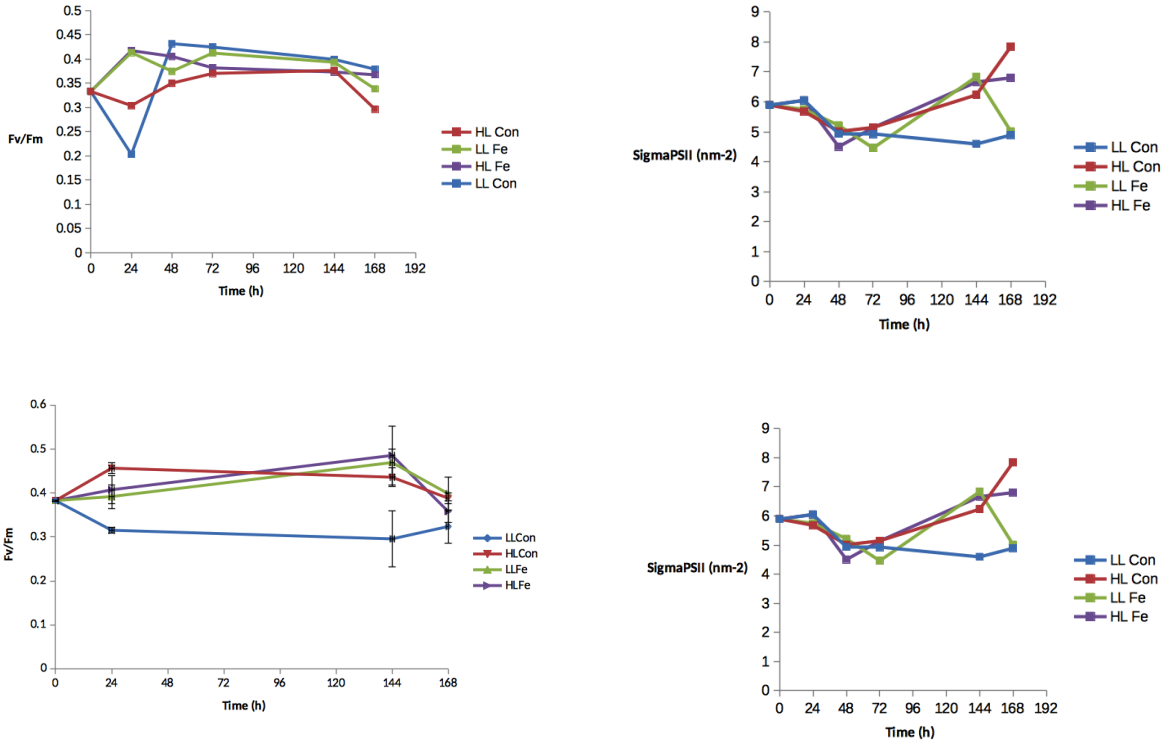 0.5
0.45
0.4
0.35
0.3
0.25
0.2
0.15
0.1
0.05
0
Fv/Fm
0 24 48 72 96 120 144 168 192
Time (h)
HL Con
LL Fe
HL Fe
LL Con
9
8
7
6
5
4
3
2
1
0
SigmaPSII (nm-2)
0 24 48 72 96 120 144 168 192
Time (h)
LL Con
HL Con
LL Fe
HL Fe
0.6
0.5
0.4
0.3
0.2
0.1
0
Fv/Fm
0 24 48 72 96 120 144 168
Time (h)
LLCon
HLCon
LLFe
HLFe
9
8
7
6
5
4
3
2
1
0
SigmaPSII (nm-2)
0 24 48 72 96 120 144 168 192
Time (h)
LL Con
HL Con
LL Fe
HL Fe